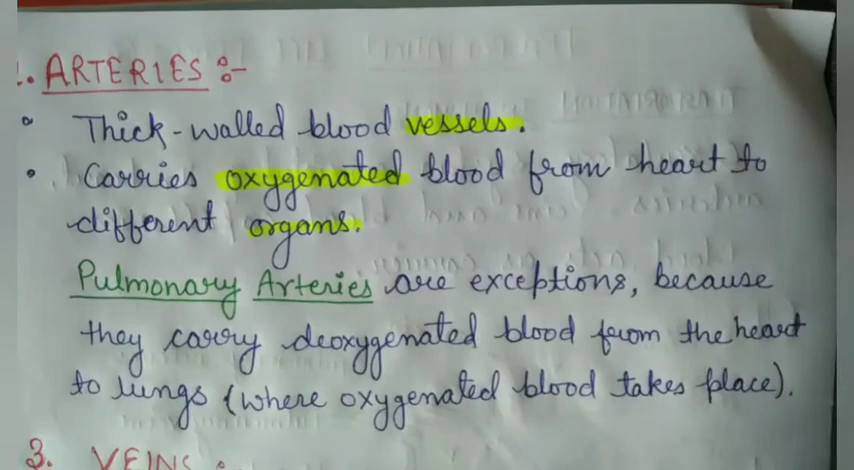 . ARTERIES :-
• Thick-walled blood vessels.
• Carries oxygenated blood from heart to
different organs.
Pulmonary Arteries are exceptions, because
they carry deoxygenated blood from the heart
to lungs (where oxygenated blood takes place).
3. VEINS :